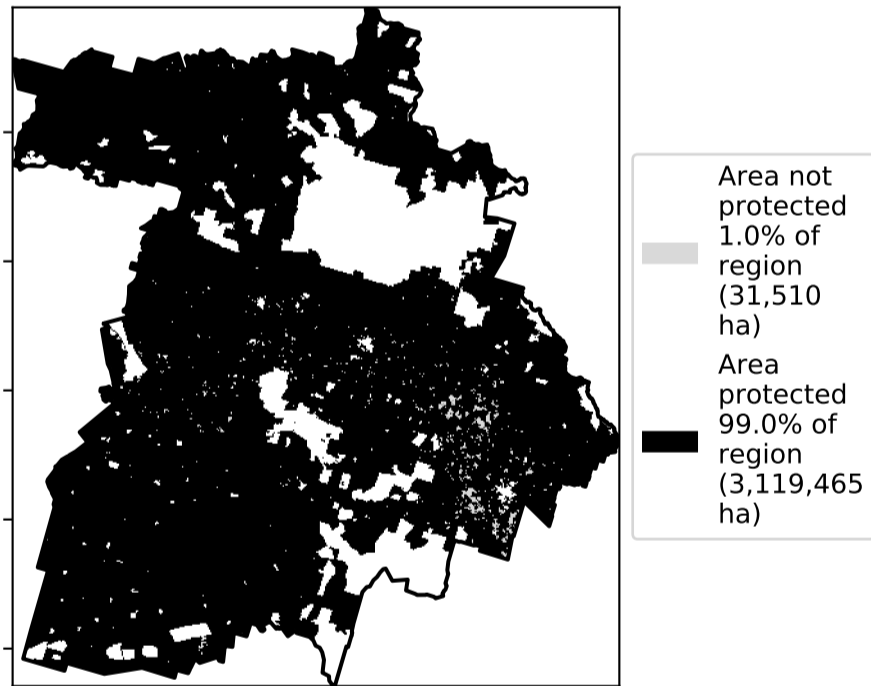 Area not
protected
1.0% of
region
(31,510
ha)
Area
protected
99.0% of
region
(3,119,465
ha)